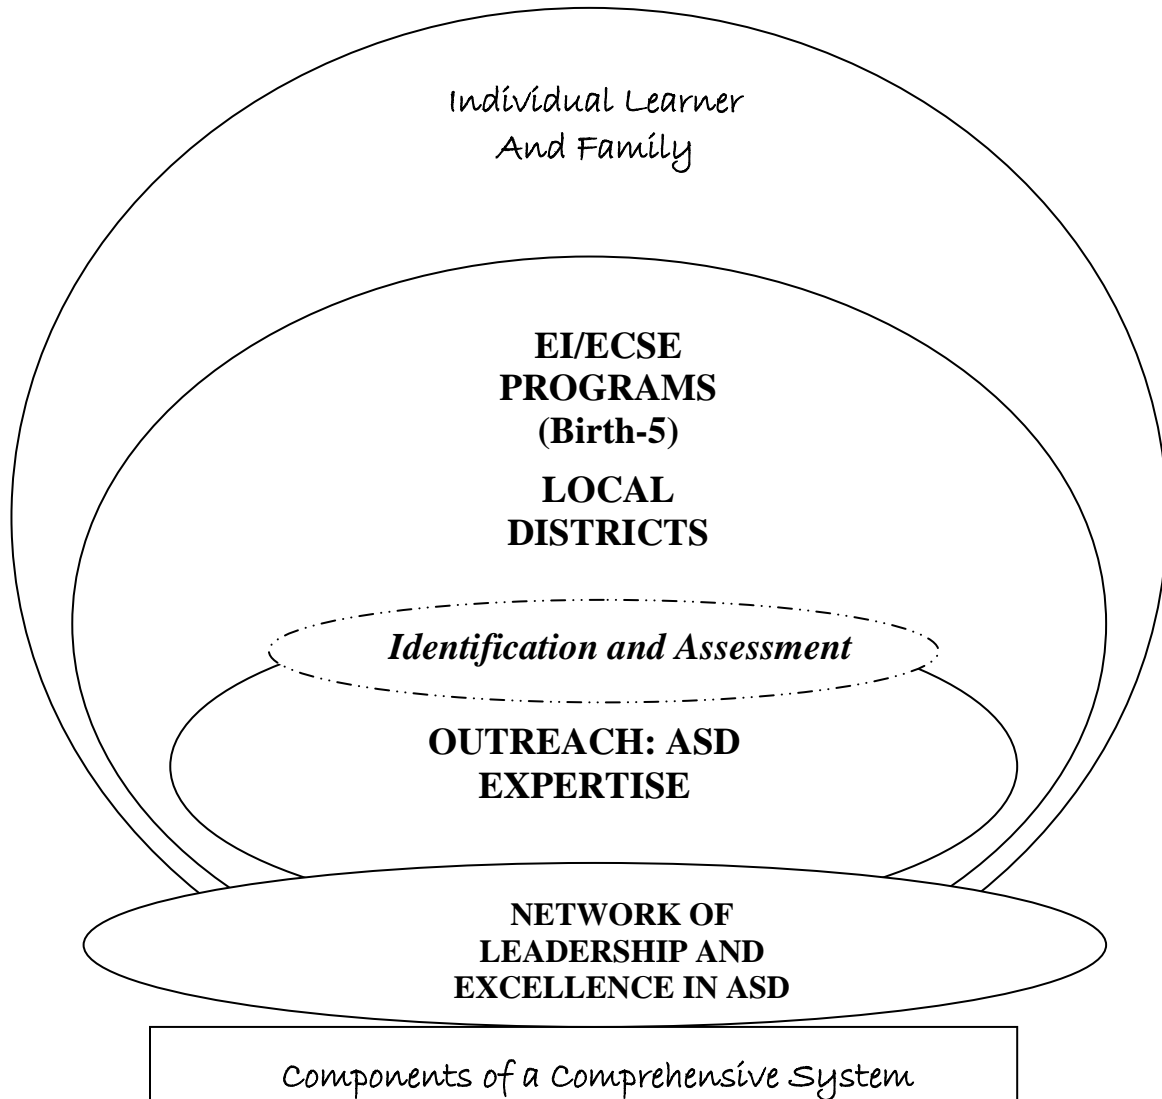 Individual Learner
And Family
EI/ECSE
PROGRAMS
(Birth-5)
LOCAL
DISTRICTS
Identification and Assessment
OUTREACH: ASD
EXPERTISE
NETWORK OF
LEADERSHIP AND
EXCELLENCE IN ASD
Components of a Comprehensive System